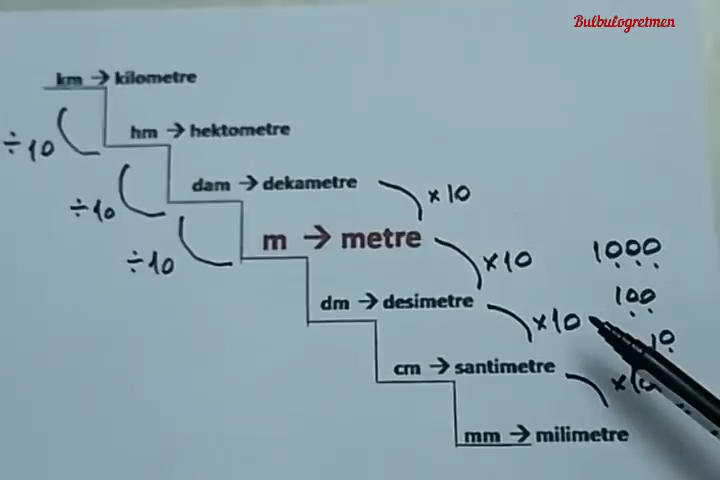 Bulbulogretmen
km → kilometre
÷10
hm → hektometre
÷10
dam → dekametre
×10
÷10
m → metre
×10
1000
dm → desimetre
×10
100
10
cm → santimetre
mm → milimetre